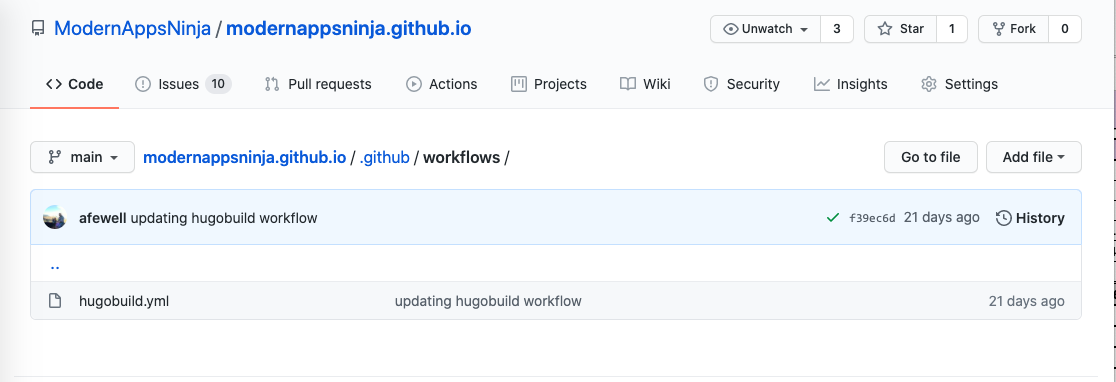 ModernAppsNinja / modernappsninja.github.io Unwatch 3 Star 1 Fork 0
Code Issues 10 Pull requests Actions Projects Wiki Security Insights Settings
main modernappsninja.github.io / .github / workflows / Go to file Add file
afewell updating hugobuild workflow f39ec6d 21 days ago History
..
hugobuild.yml updating hugobuild workflow 21 days ago